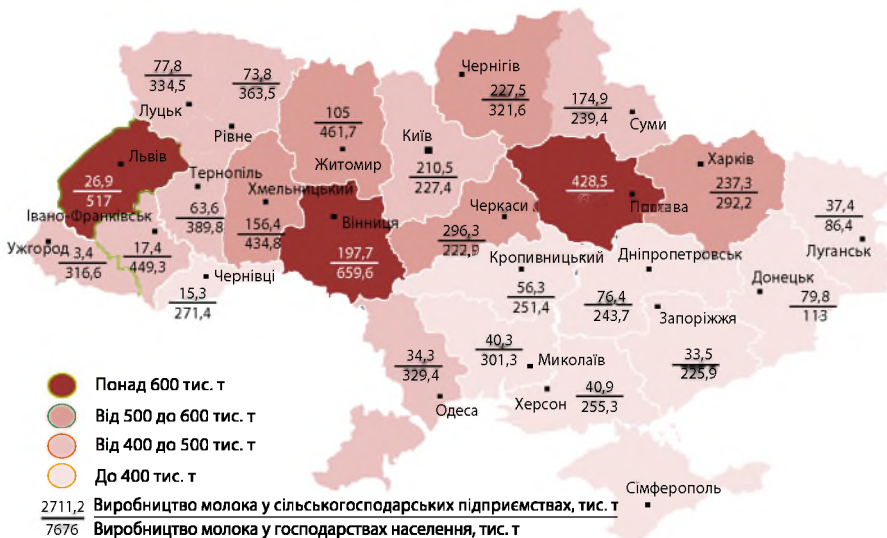 77,8
334,5
Луцьк
73,8
363,5
Рівне
105
461,7
Житомир
Київ
210,5
227,4
Чернігів
227,5
321,6
174,9
239,4
Суми
Львів
26,9
517
Тернопіль
63,6
389,8
Хмельницький
156,4
434,8
Вінниця
197,7
659,6
Черкаси
296,3
222,9
428,5
Полтава
Харків
237,3
292,2
37,4
86,4
Луганськ
Івано-Франківськ
17,4
449,3
Ужгород
3,4
316,6
Чернівці
15,3
271,4
Кропивницький
56,3
251,4
Дніпропетровськ
76,4
243,7
Донецьк
79,8
113
Запоріжжя
33,5
225,9
34,3
329,4
Одеса
40,3
301,3
Миколаїв
Херсон
40,9
255,3
Сімферополь
Понад 600 тис. т
Від 500 до 600 тис. т
Від 400 до 500 тис. т
До 400 тис. т
2711,2 Виробництво молока у сільськогосподарських підприємствах, тис. т
7676 Виробництво молока у господарствах населення, тис. т